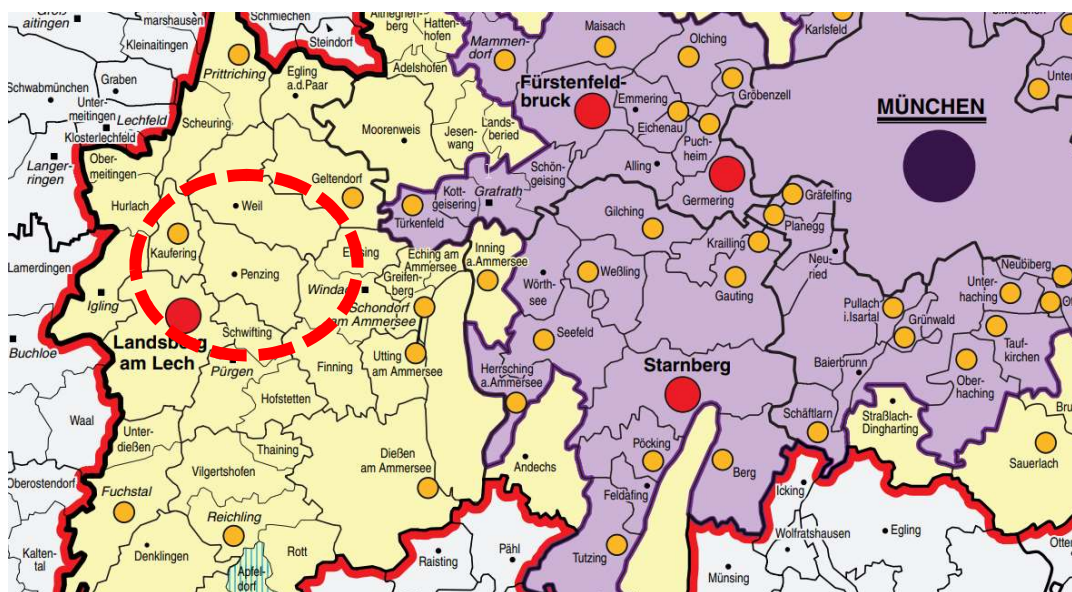 Groß-
aitingen
marshausen
Kleinaitingen
Graben
Schwabmünchen
Unter-
meitingen
Lechfeld
Klosterlechfeld
Langer-
ringen
Ober-
meitingen
Hurlach
Lamerdingen
Igling
Buchloe
Waal
Oberostendorf
Kalten-
tal
Prittriching
Schmiechen
Steindorf
Egling
a.d.Paar
Scheuring
Althegnen-
berg
Hatten-
hofen
Adelshofen
Moorenweis
Jesen-
wang
Lands-
beried
Mammen-
dorf
Maisach
Olching
Karlsfeld
Fürstenfeld-
bruck
Emmering
Gröbenzell
Eichenau
Puch-
heim
Alling
Schön-
geising
Germering
MÜNCHEN
Geltendorf
Kott-
geisering
Grafrath
Türkenfeld
Weil
Kaufering
Penzing
Landsberg
am Lech
Schwifting
Pürgen
Windach
Eching am
Ammersee
Greifen-
berg
Schondorf
am Ammersee
Inning
a.Ammersee
Utting
am Ammersee
Finning
Hofstetten
Thaining
Unter-
dießen
Vilgertshofen
Dießen
am Ammersee
Fuchstal
Reichling
Denklingen
Rott
Apfel-
dorf
Gilching
Wörth-
see
Weßling
Seefeld
Herrsching
a.Ammersee
Andechs
Starnberg
Pöcking
Feldafing
Tutzing
Berg
Raisting
Pähl
Münsing
Krailling
Gauting
Gräfelfing
Planegg
Neu-
ried
Pullach
i.Isartal
Grünwald
Unter-
haching
Neubiberg
Tauf-
kirchen
Ober-
haching
Baierbrunn
Schäftlarn
Straßlach-
Dingharting
Sauerlach
Icking
Wolfratshausen
Egling